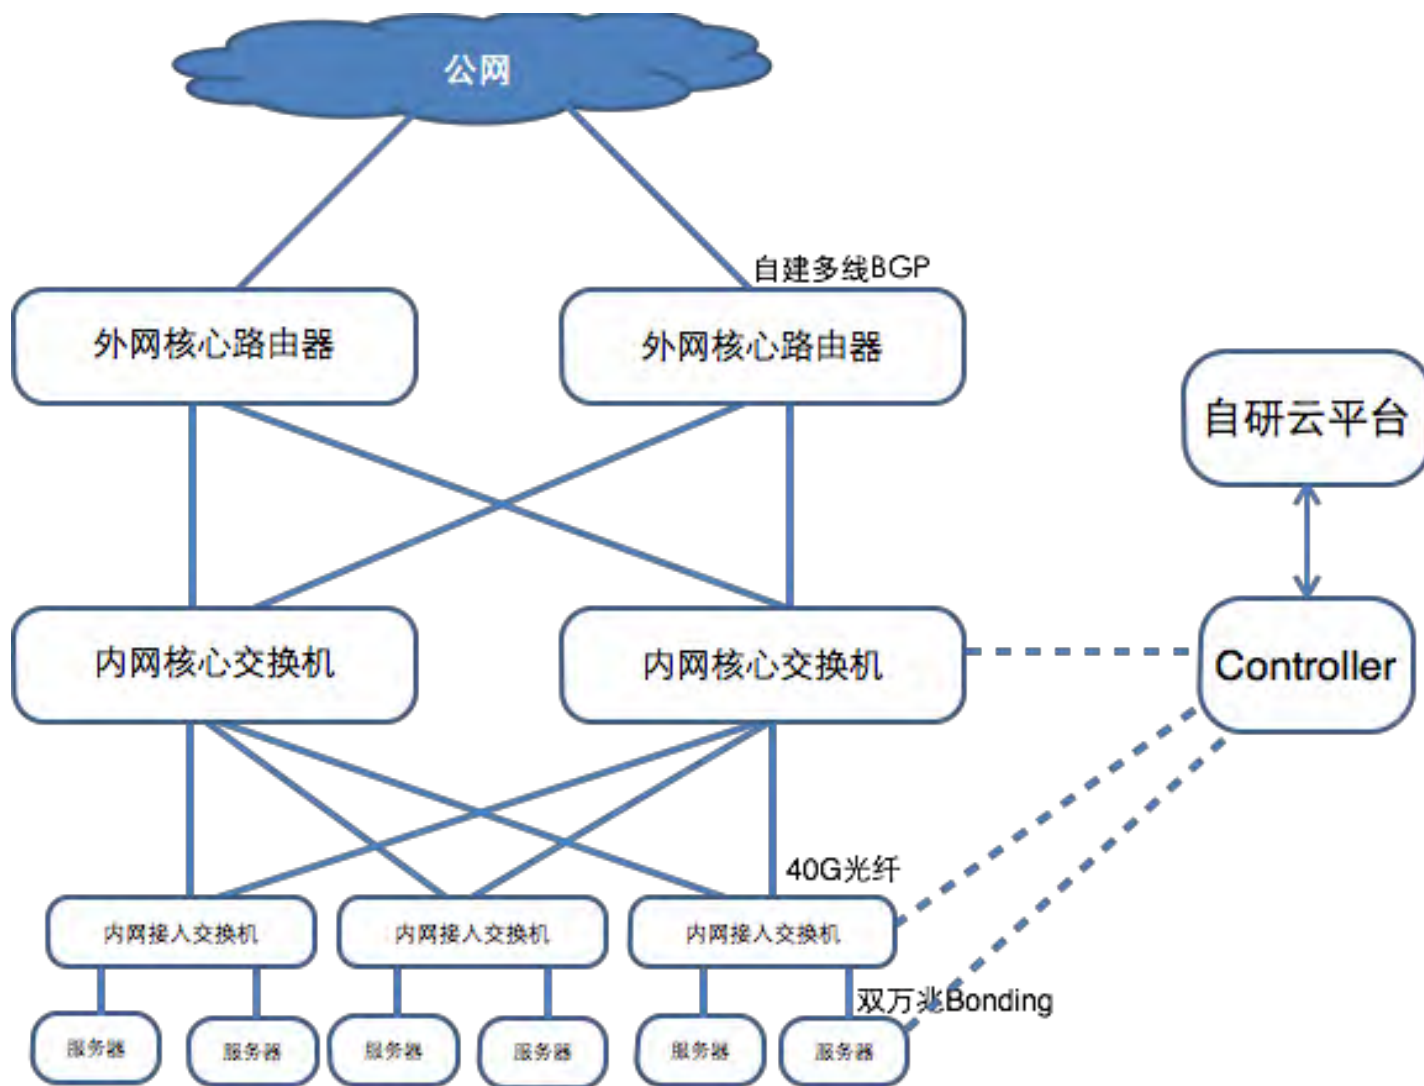 公网
自建多线BGP
外网核心路由器
外网核心路由器
自研云平台
内网核心交换机
内网核心交换机
Controller
40G光纤
内网接入交换机
内网接入交换机
内网接入交换机
双万兆Bonding
服务器
服务器
服务器
服务器
服务器
服务器